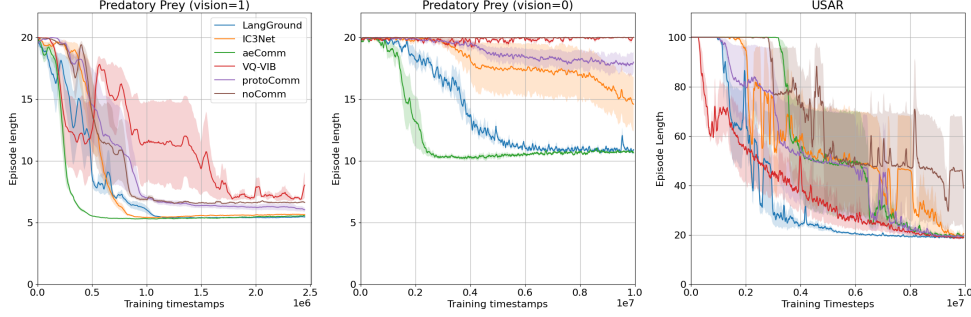 Predatory Prey (vision=1)
Episode length
20
15
10
5
0
0.0
0.5
1.0
1.5
2.0
2.5
1e6
Training timestamps
LangGround
IC3Net
aeComm
VQ-VIB
protoComm
noComm
Predatory Prey (vision=0)
Episode length
20
15
10
5
0
0.0
0.2
0.4
0.6
0.8
1.0
1e7
Training timestamps
USAR
Episode length
100
80
60
40
20
0
0.0
0.2
0.4
0.6
0.8
1.0
1e7
Training Timesteps